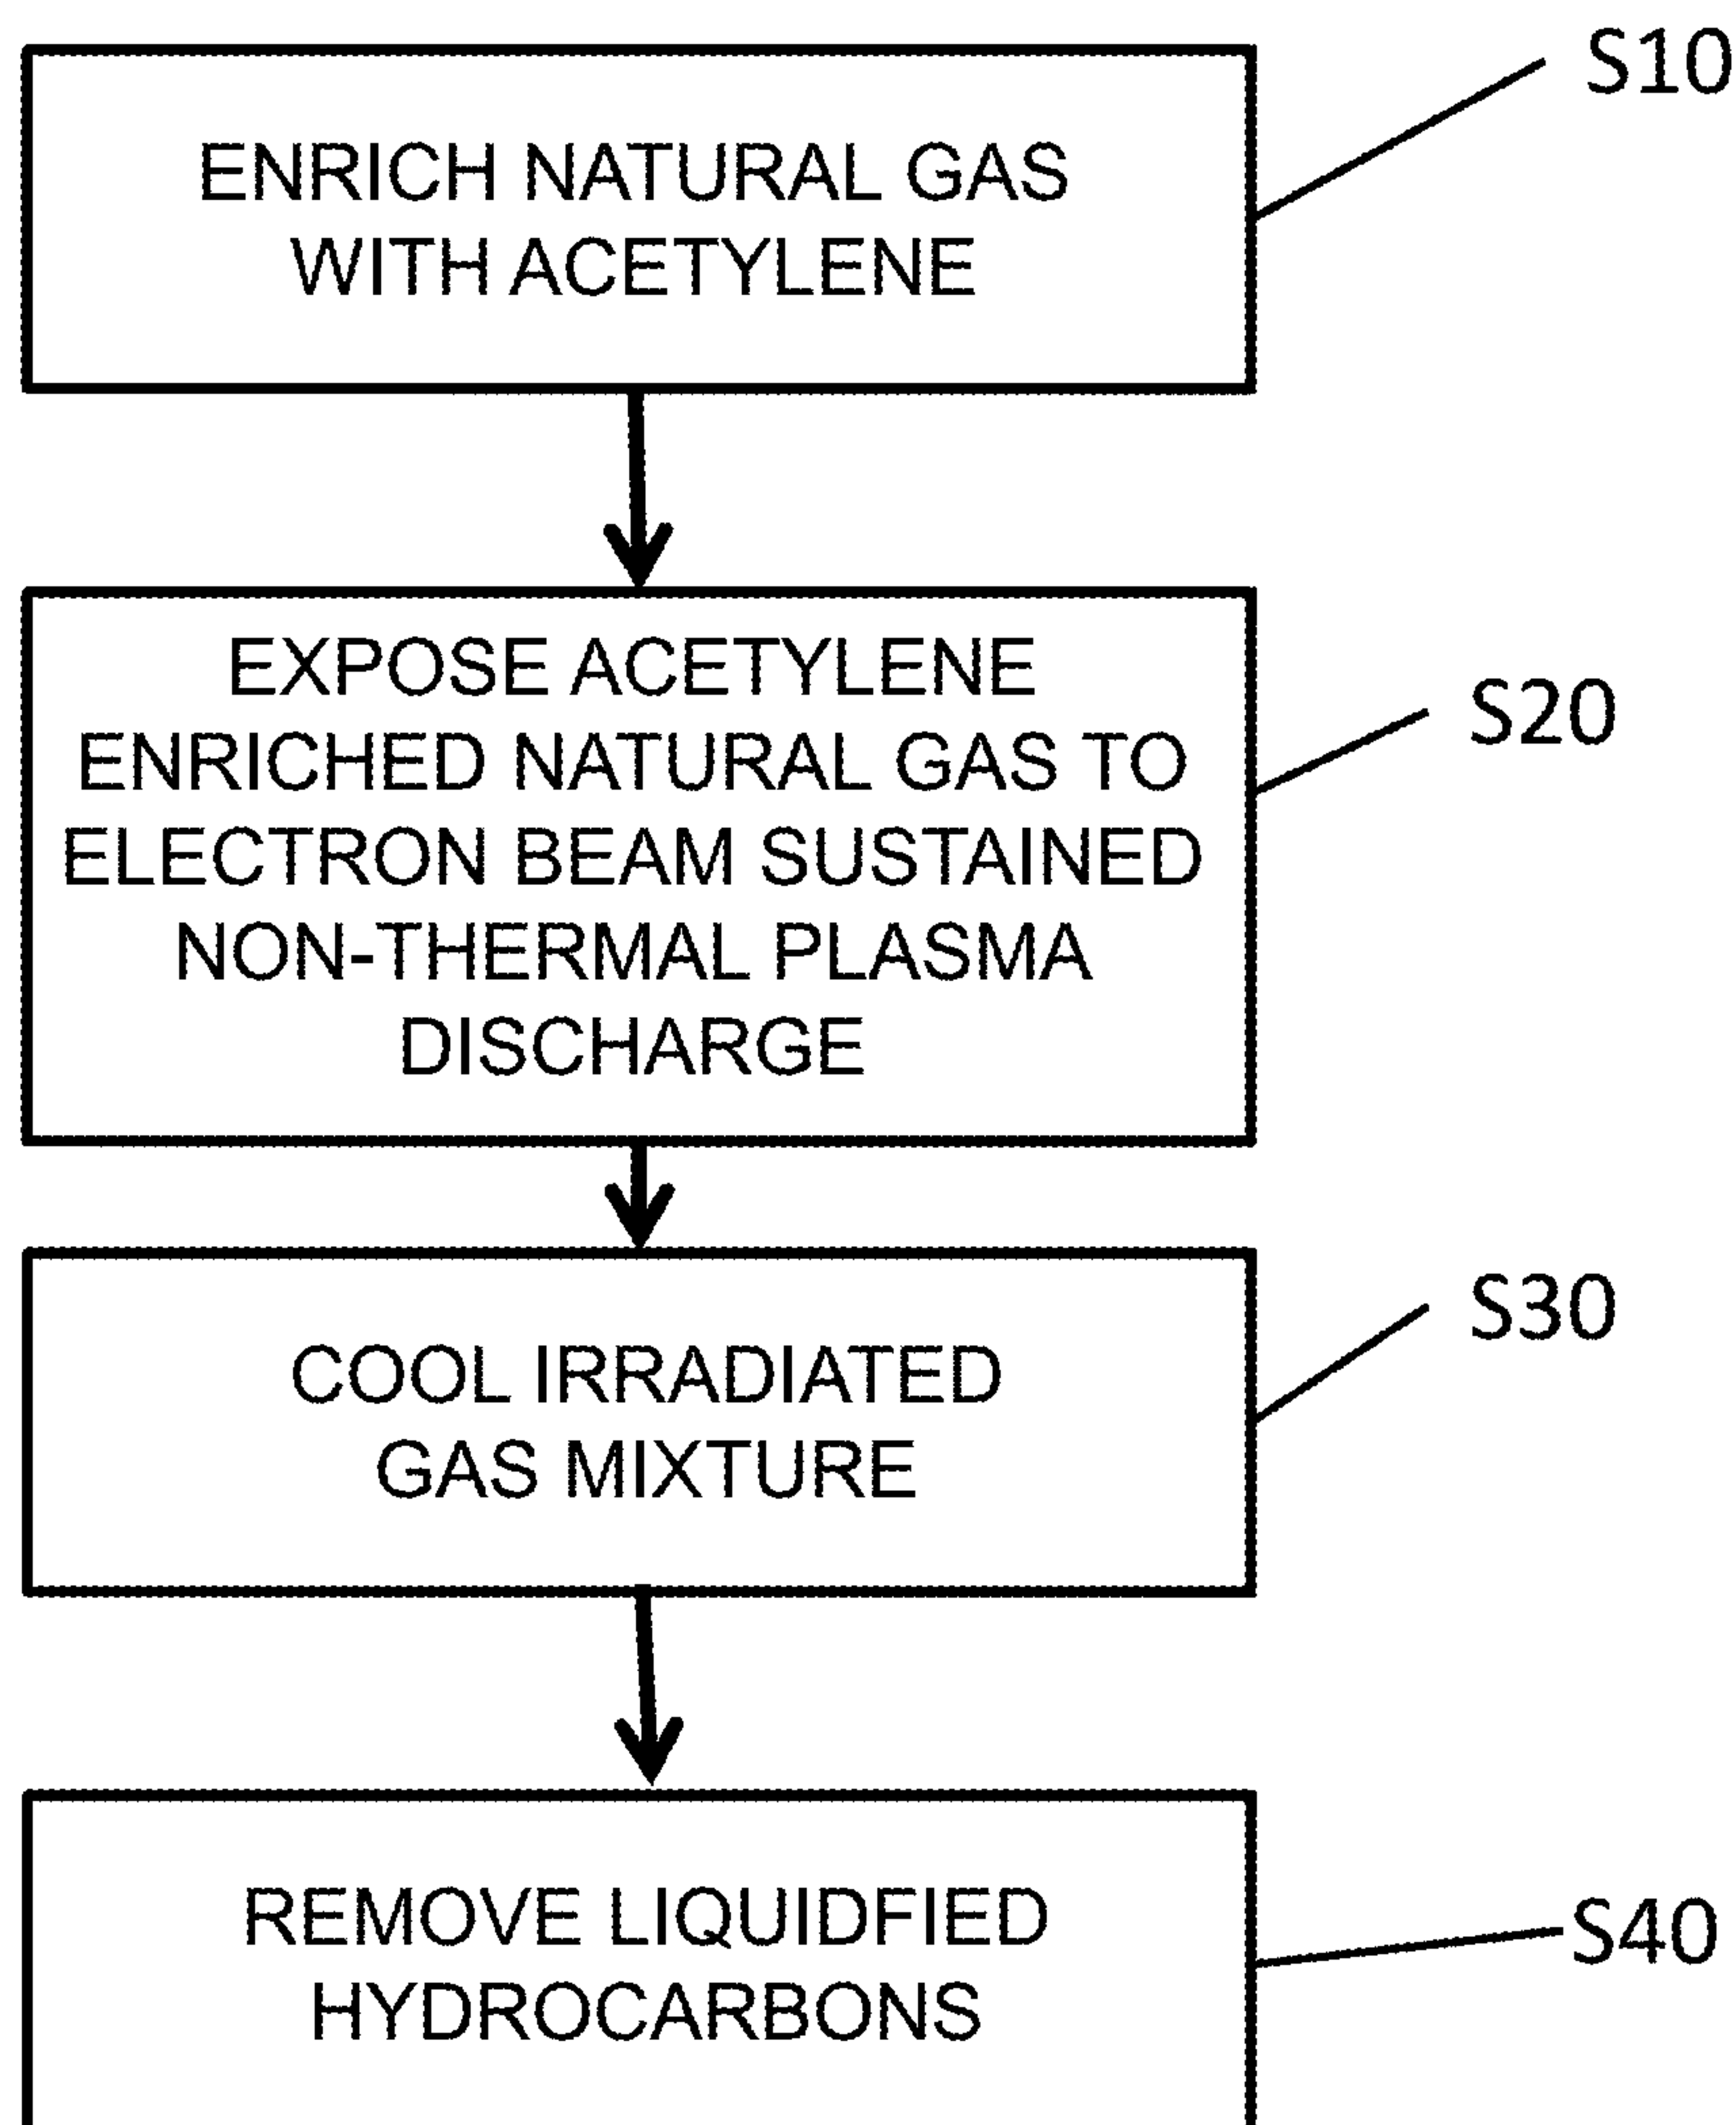 S10
ENRICH NATURAL GAS
WITH ACETYLENE
EXPOSE ACETYLENE
ENRICHED NATURAL GAS TO
ELECTRON BEAM SUSTAINED
NON-THERMAL PLASMA
DISCHARGE
S20
COOL IRRADIATED
GAS MIXTURE
S30
REMOVE LIQUIDFIED
HYDROCARBONS
S40